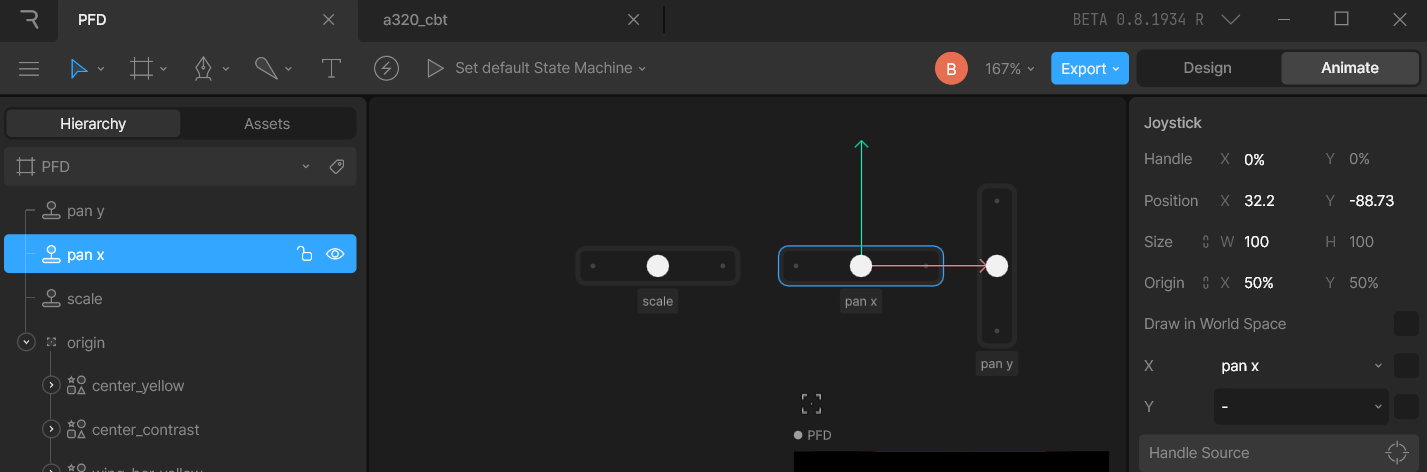 PFD
a320_cbt
BETA 0.8.1934 R
T
Set default State Machine
B
167%
Export
Design
Animate
Hierarchy
Assets
PFD
pan y
pan x
scale
origin
center_yellow
center_contrast
wing_bar_yellow
scale
pan x
pan y
PFD
Joystick
Handle X 0% Y 0%
Position X 32.2 Y -88.73
Size W 100 H 100
Origin X 50% Y 50%
Draw in World Space
X pan x
Y -
Handle Source